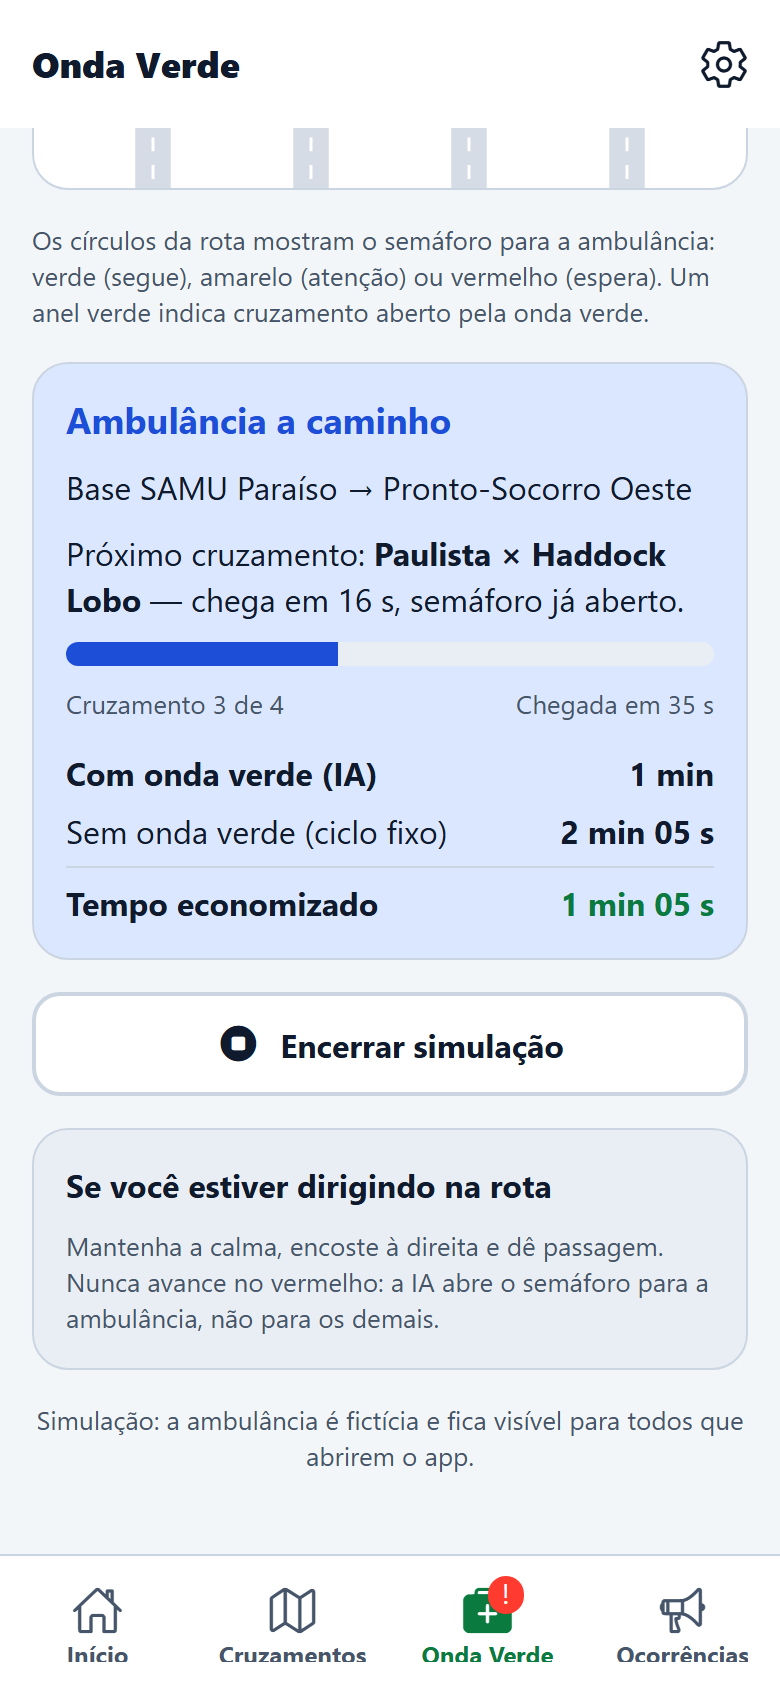 Onda Verde
Os círculos da rota mostram o semáforo para a ambulância:
verde (segue), amarelo (atenção) ou vermelho (espera). Um
anel verde indica cruzamento aberto pela onda verde.
Ambulância a caminho
Base SAMU Paraíso → Pronto-Socorro Oeste
Próximo cruzamento: Paulista × Haddock
Lobo — chega em 16 s, semáforo já aberto.
Cruzamento 3 de 4 Chegada em 35 s
Com onda verde (IA) 1 min
Sem onda verde (ciclo fixo) 2 min 05 s
Tempo economizado 1 min 05 s
Encerrar simulação
Se você estiver dirigindo na rota
Mantenha a calma, encoste à direita e dê passagem.
Nunca avance no vermelho: a IA abre o semáforo para a
ambulância, não para os demais.
Simulação: a ambulância é fictícia e fica visível para todos que
abrirem o app.
!
Início Cruzamentos Onda Verde Ocorrências